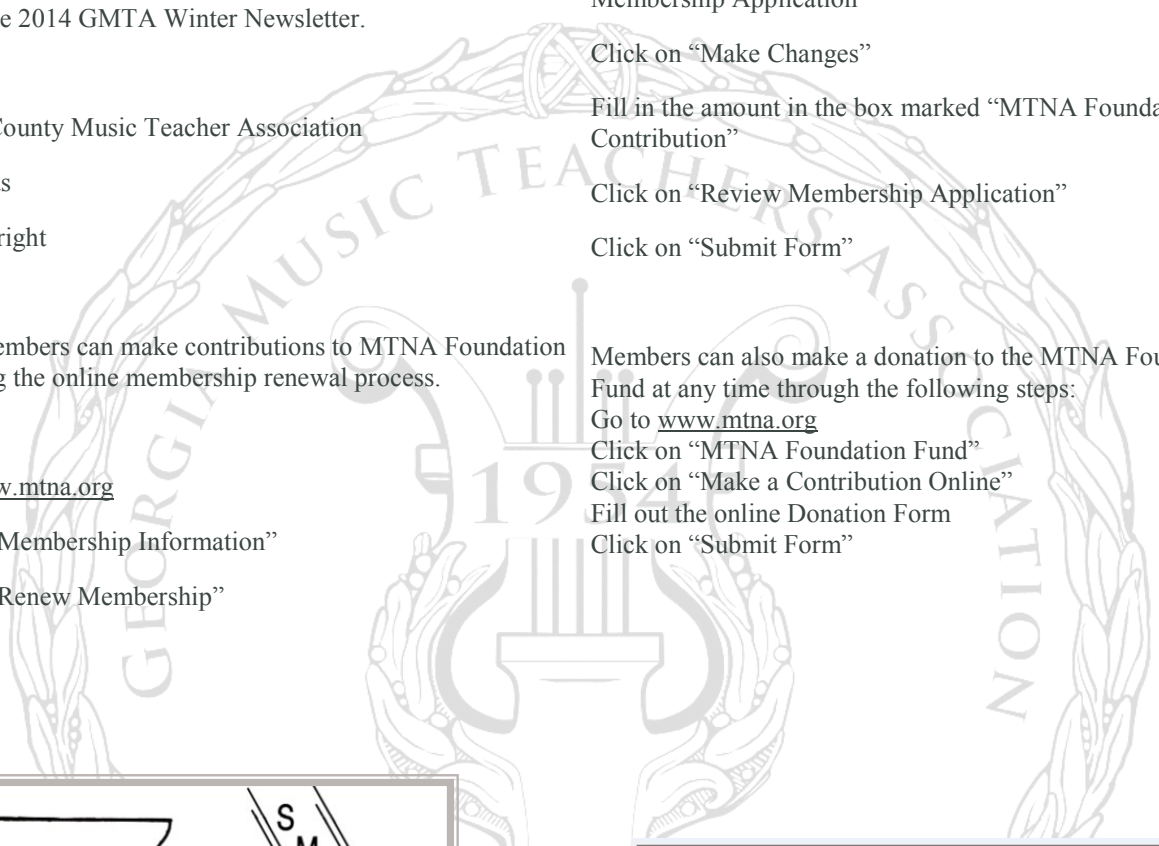 e 2014 GMTA Winter Newsletter.
County Music Teacher Association
s
right
embers can make contributions to MTNA Foundation
g the online membership renewal process.
w.mtna.org
Membership Information”
Renew Membership”
Membership Application”
Click on “Make Changes”
Fill in the amount in the box marked “MTNA Founda
Contribution”
Click on “Review Membership Application”
Click on “Submit Form”
Members can also make a donation to the MTNA Fou
Fund at any time through the following steps:
Go to www.mtna.org
Click on “MTNA Foundation Fund”
Click on “Make a Contribution Online”
Fill out the online Donation Form
Click on “Submit Form”
GEORGIA MUSIC TEACHERS ASSOCIATION
1954
S
M